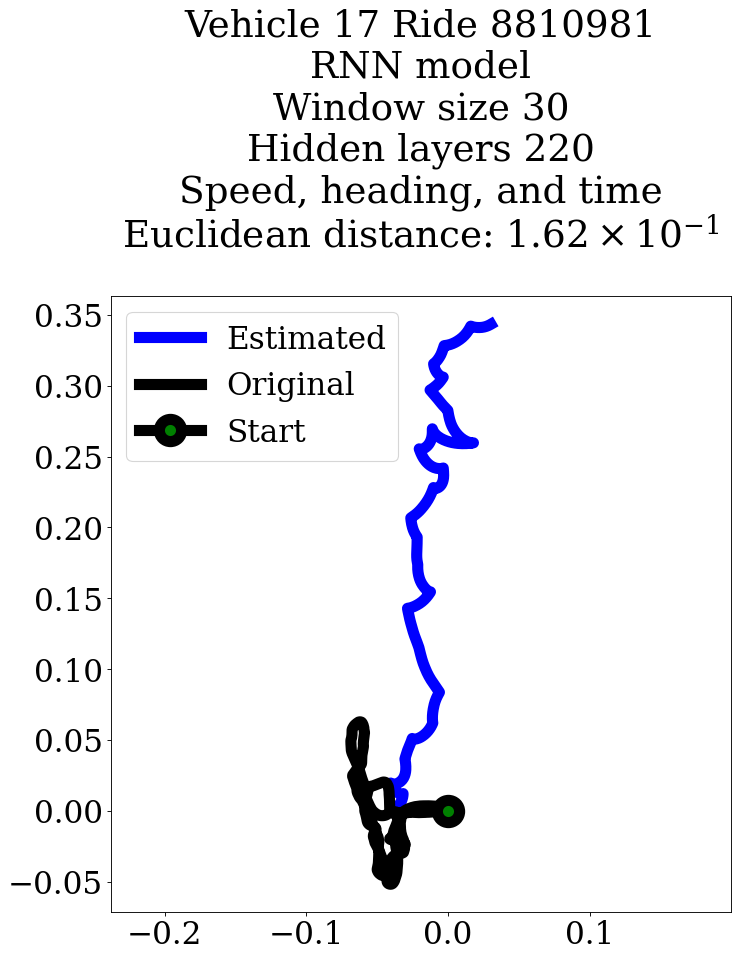 Vehicle 17 Ride 8810981
RNN model
Window size 30
Hidden layers 220
Speed, heading, and time
Euclidean distance: 1.62 × 10⁻¹
Estimated
Original
Start
0.35
0.30
0.25
0.20
0.15
0.10
0.05
0.00
−0.05
−0.2 −0.1 0.0 0.1